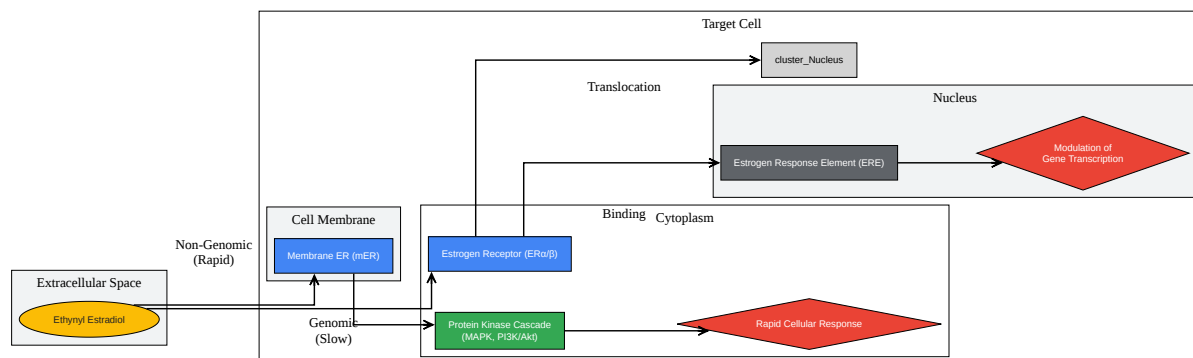 Target Cell
cluster_Nucleus
Translocation
Nucleus
Estrogen Response Element (ERE)
Modulation of
Gene Transcription
Binding
Cytoplasm
Cell Membrane
Membrane ER (mER)
Estrogen Receptor (ERα/β)
Non-Genomic
(Rapid)
Extracellular Space
Ethynyl Estradiol
Genomic
(Slow)
Protein Kinase Cascade
(MAPK, PI3K/Akt)
Rapid Cellular Response